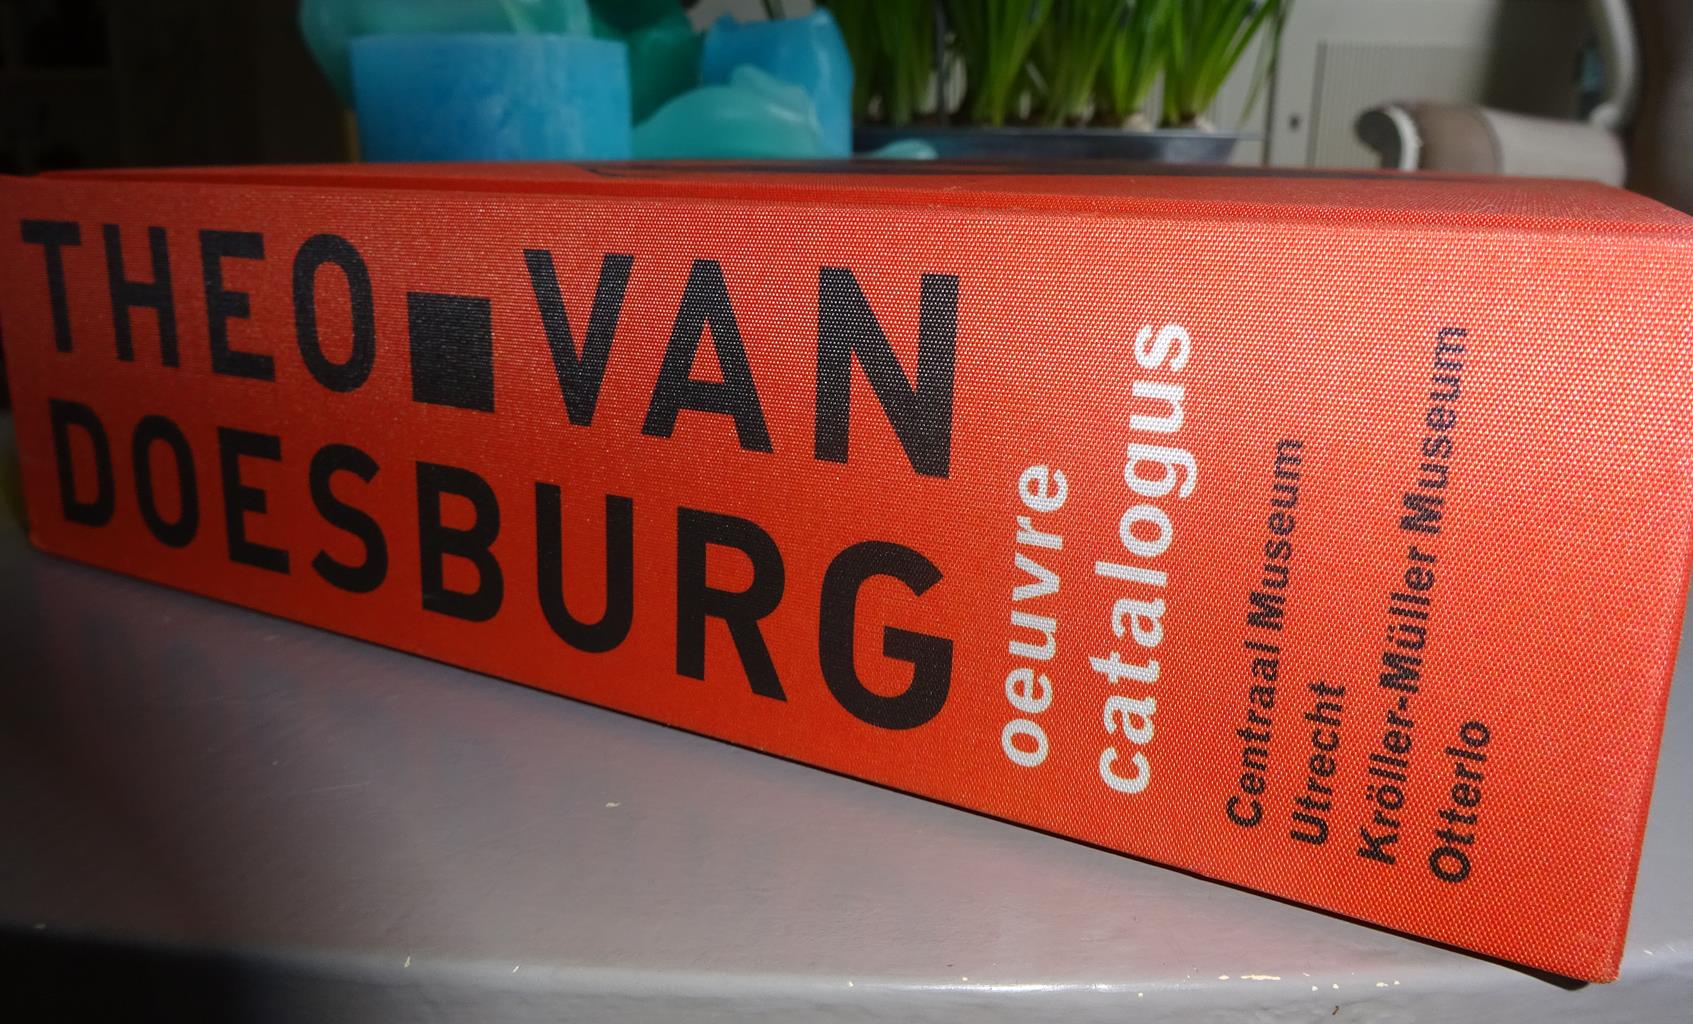 THEO VAN
DOESBURG
oeuvre
catalogus
Centraal Museum
Utrecht
Kröller-Müller Museum
Otterlo